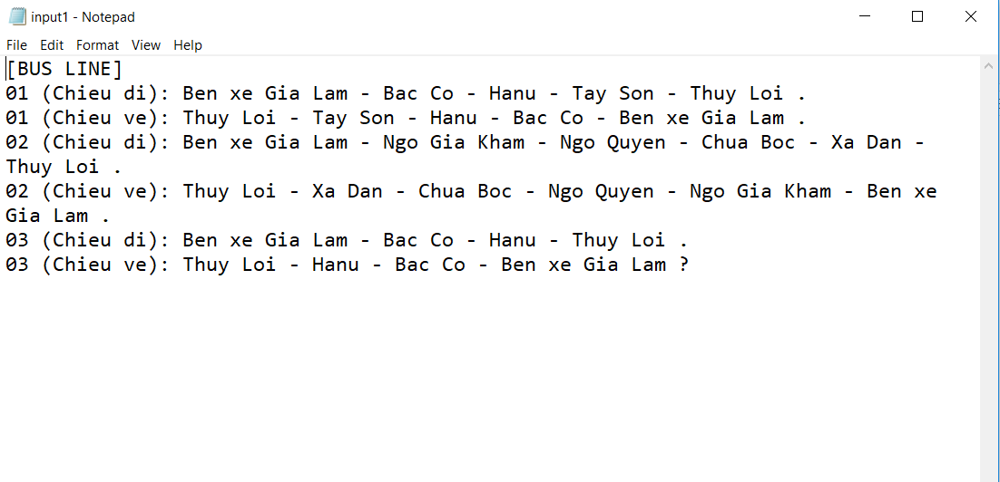 input1 - Notepad
File Edit Format View Help
[BUS LINE]
01 (Chieu di): Ben xe Gia Lam - Bac Co - Hanu - Tay Son - Thuy Loi .
01 (Chieu ve): Thuy Loi - Tay Son - Hanu - Bac Co - Ben xe Gia Lam .
02 (Chieu di): Ben xe Gia Lam - Ngo Gia Kham - Ngo Quyen - Chua Boc - Xa Dan -
Thuy Loi .
02 (Chieu ve): Thuy Loi - Xa Dan - Chua Boc - Ngo Quyen - Ngo Gia Kham - Ben xe
Gia Lam .
03 (Chieu di): Ben xe Gia Lam - Bac Co - Hanu - Thuy Loi .
03 (Chieu ve): Thuy Loi - Hanu - Bac Co - Ben xe Gia Lam ?